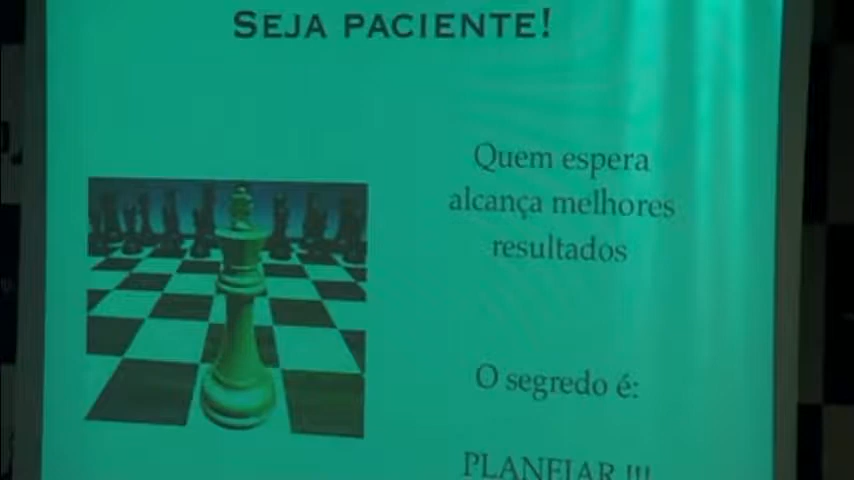 SEJA PACIENTE!
Quem espera
alcança melhores
resultados
O segredo é:
PLANEJAR !!!